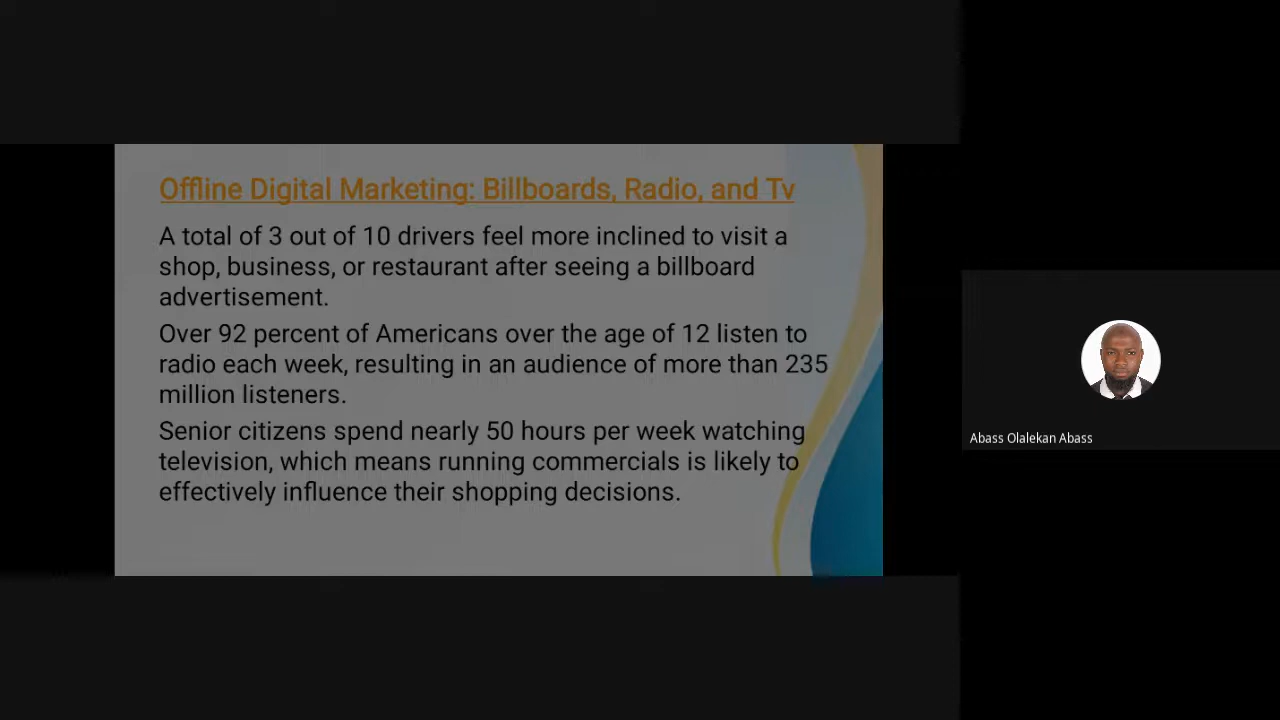 Offline Digital Marketing: Billboards, Radio, and Tv
A total of 3 out of 10 drivers feel more inclined to visit a
shop, business, or restaurant after seeing a billboard
advertisement.
Over 92 percent of Americans over the age of 12 listen to
radio each week, resulting in an audience of more than 235
million listeners.
Senior citizens spend nearly 50 hours per week watching
television, which means running commercials is likely to
effectively influence their shopping decisions.
Abass Olalekan Abass